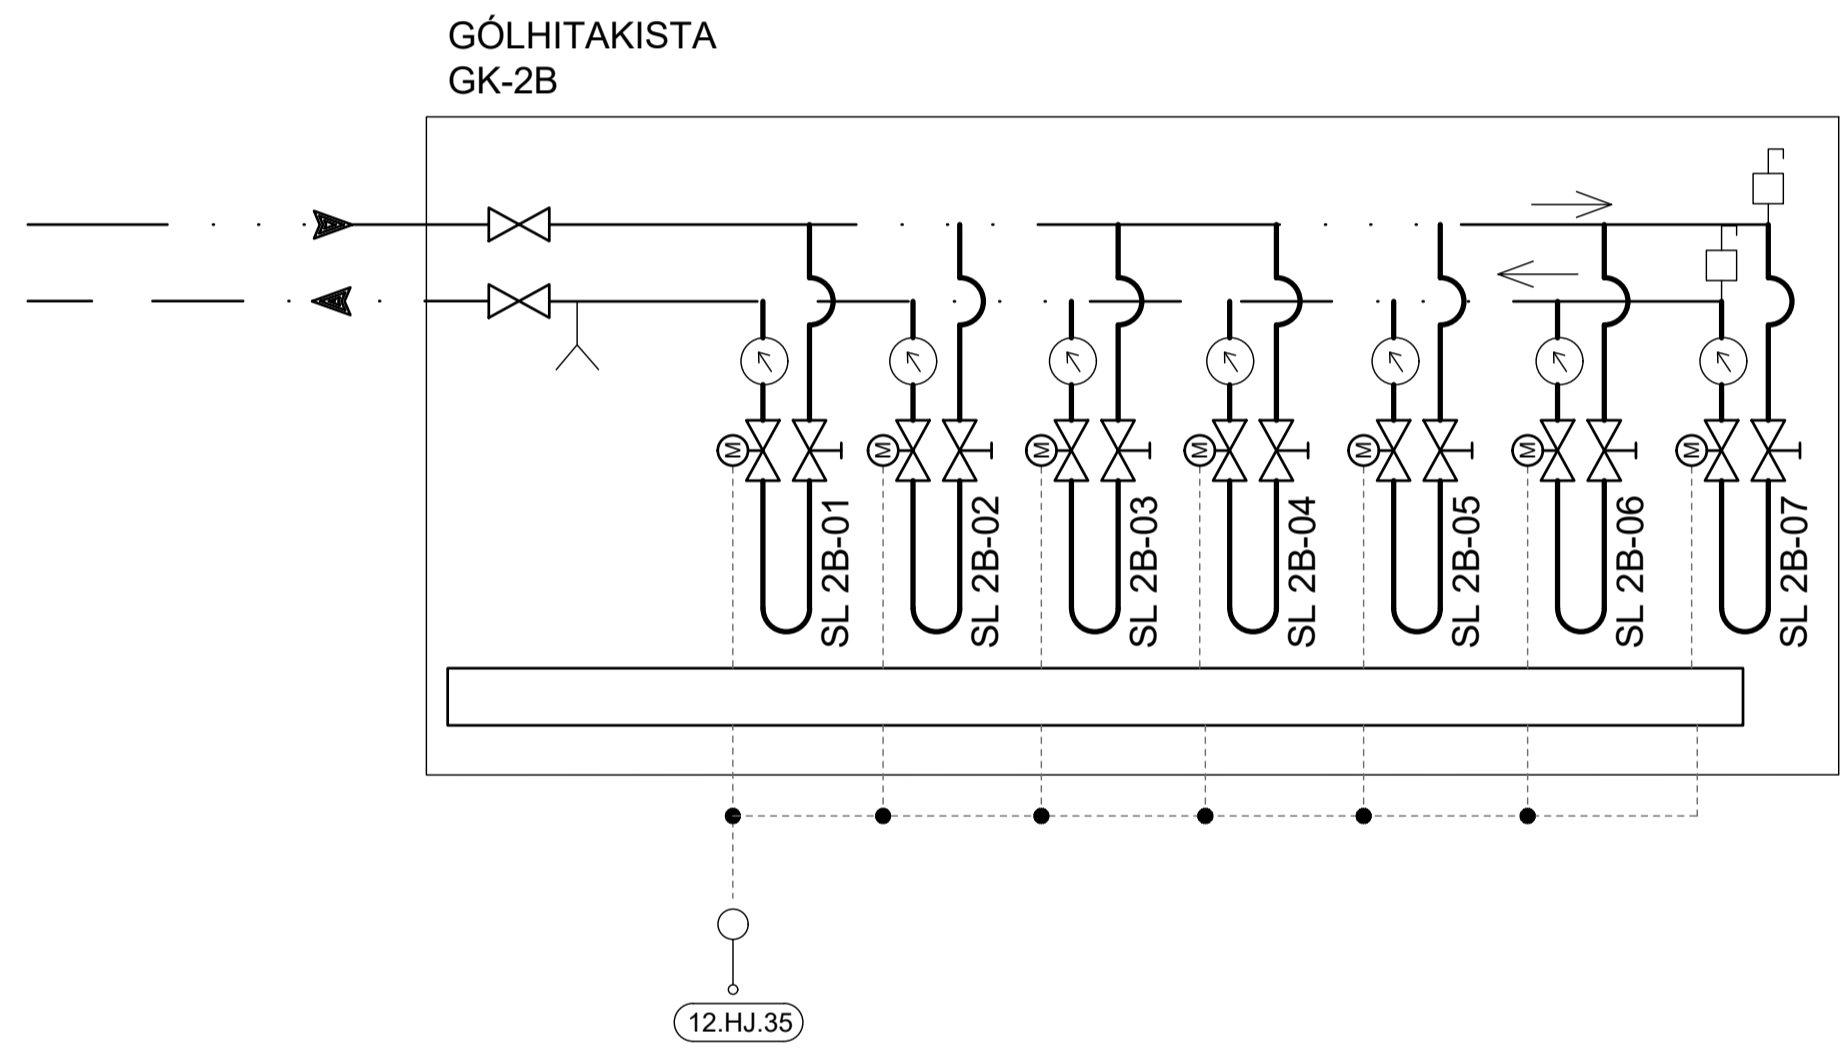 GÓLHITAKISTA
GK-2B
M
M
M
M
M
M
M
SL 2B-01
SL 2B-02
SL 2B-03
SL 2B-04
SL 2B-05
SL 2B-06
SL 2B-07
12.HJ.35